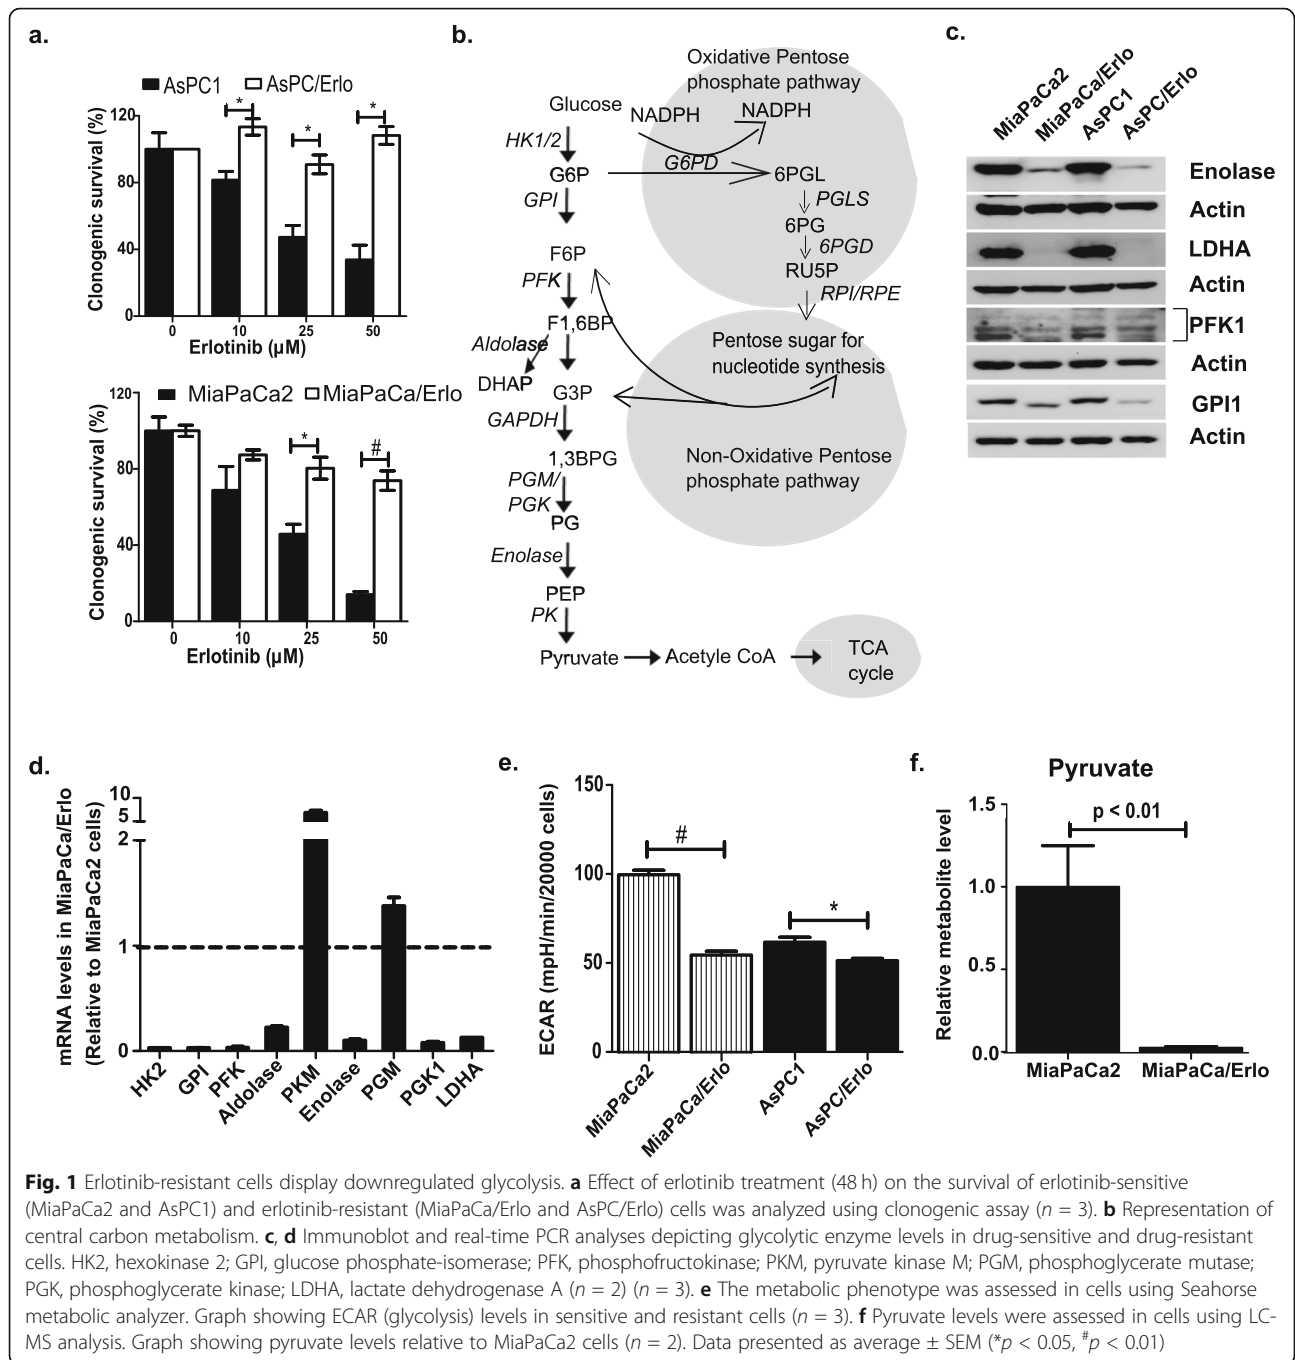 a.
AsPC1 AsPC/Erlo
Clonogenic survival (%)
120
80
40
0
* * *
0 10 25 50
Erlotinib (µM)
MiaPaCa2 MiaPaCa/Erlo
Clonogenic survival (%)
120
80
40
0
* #
0 10 25 50
Erlotinib (µM)
b.
Oxidative Pentose
phosphate pathway
Glucose
NADPH NADPH
HK1/2
G6P
G6PD
6PGL
GPI
PGLS
6PG
6PGD
F6P
RU5P
PFK
RPI/RPE
F1,6BP
Pentose sugar for
nucleotide synthesis
Aldolase
DHAP
G3P
GAPDH
1,3BPG
Non-Oxidative Pentose
phosphate pathway
PGM/
PGK
PG
Enolase
PEP
PK
Pyruvate Acetyle CoA
TCA
cycle
c.
MiaPaCa2 MiaPaCa/Erlo AsPC1 AsPC/Erlo
Enolase
Actin
LDHA
Actin
PFK1
Actin
GPI1
Actin
d.
mRNA levels in MiaPaCa/Erlo
(Relative to MiaPaCa2 cells)
10
5
2
1
0
HK2 GPI PFK Aldolase PKM Enolase PGM PGK1 LDHA
e.
ECAR (mpH/min/20000 cells)
150
100
50
0
# *
MiaPaCa2 MiaPaCa/Erlo AsPC1 AsPC/Erlo
f.
Pyruvate
Relative metabolite level
1.5
1.0
0.5
0.0
p < 0.01
MiaPaCa2 MiaPaCa/Erlo
Fig. 1 Erlotinib-resistant cells display downregulated glycolysis. a Effect of erlotinib treatment (48 h) on the survival of erlotinib-sensitive
(MiaPaCa2 and AsPC1) and erlotinib-resistant (MiaPaCa/Erlo and AsPC/Erlo) cells was analyzed using clonogenic assay (n = 3). b Representation of
central carbon metabolism. c, d Immunoblot and real-time PCR analyses depicting glycolytic enzyme levels in drug-sensitive and drug-resistant
cells. HK2, hexokinase 2; GPI, glucose phosphate-isomerase; PFK, phosphofructokinase; PKM, pyruvate kinase M; PGM, phosphoglycerate mutase;
PGK, phosphoglycerate kinase; LDHA, lactate dehydrogenase A (n = 2) (n = 3). e The metabolic phenotype was assessed in cells using Seahorse
metabolic analyzer. Graph showing ECAR (glycolysis) levels in sensitive and resistant cells (n = 3). f Pyruvate levels were assessed in cells using LC-
MS analysis. Graph showing pyruvate levels relative to MiaPaCa2 cells (n = 2). Data presented as average ± SEM (*p < 0.05, #p < 0.01)